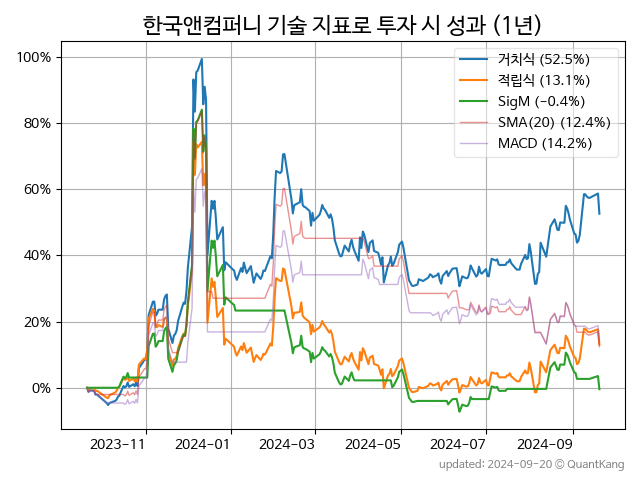 한국앤컴퍼니 기술 지표로 투자 시 성과 (1년)
거치식 (52.5%)
적립식 (13.1%)
SigM (-0.4%)
SMA(20) (12.4%)
MACD (14.2%)
100%
80%
60%
40%
20%
0%
2023-11
2024-01
2024-03
2024-05
2024-07
2024-09
updated: 2024-09-20 © QuantKang